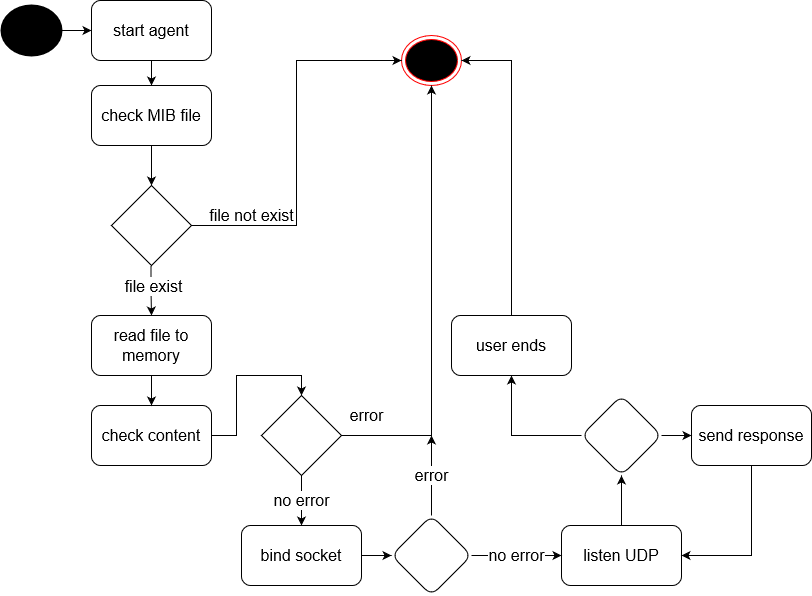 start agent
check MIB file
file not exist
file exist
read file to
memory
user ends
check content
error
send response
error
no error
bind socket
no error
listen UDP